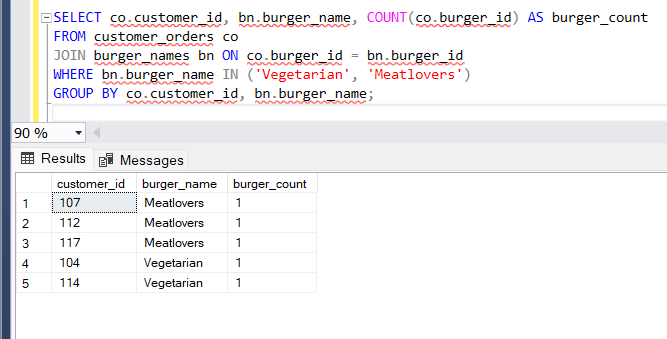 SELECT co.customer_id, bn.burger_name, COUNT(co.burger_id) AS burger_count
FROM customer_orders co
JOIN burger_names bn ON co.burger_id = bn.burger_id
WHERE bn.burger_name IN ('Vegetarian', 'Meatlovers')
GROUP BY co.customer_id, bn.burger_name;
90 %
Results Messages
customer_id burger_name burger_count
1 107 Meatlovers 1
2 112 Meatlovers 1
3 117 Meatlovers 1
4 104 Vegetarian 1
5 114 Vegetarian 1